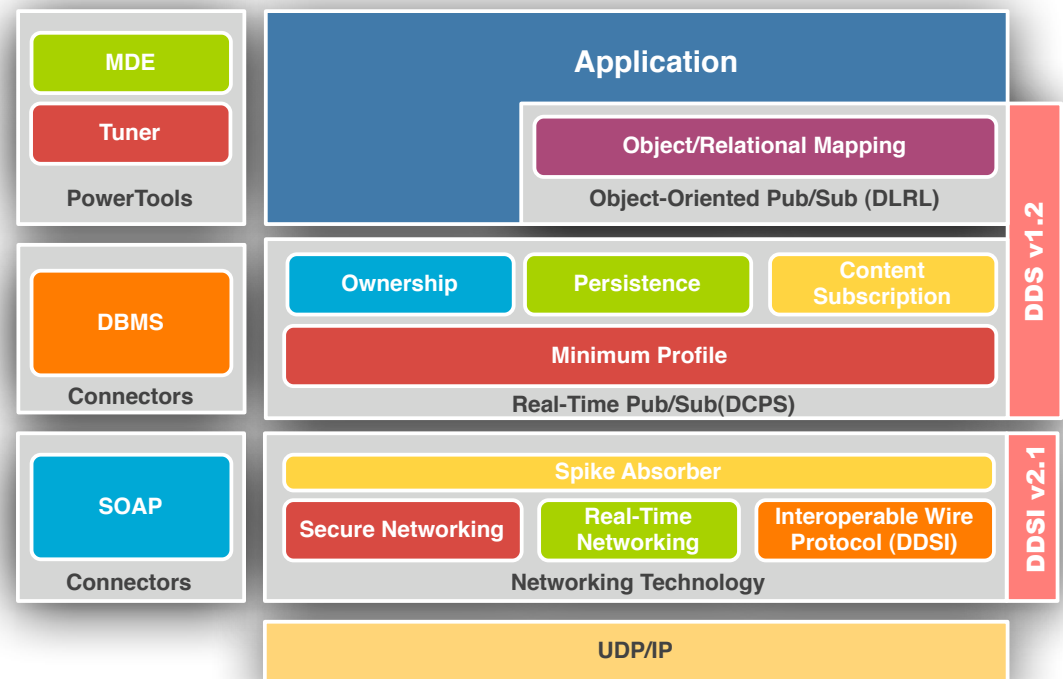 MDE
Tuner
PowerTools
Application
Object/Relational Mapping
Object-Oriented Pub/Sub (DLRL)
DBMS
Connectors
Ownership
Persistence
Content
Subscription
Minimum Profile
Real-Time Pub/Sub(DCPS)
DDS v1.2
SOAP
Connectors
Spike Absorber
Secure Networking
Real-Time
Networking
Interoperable Wire
Protocol (DDSI)
Networking Technology
DDSI v2.1
UDP/IP